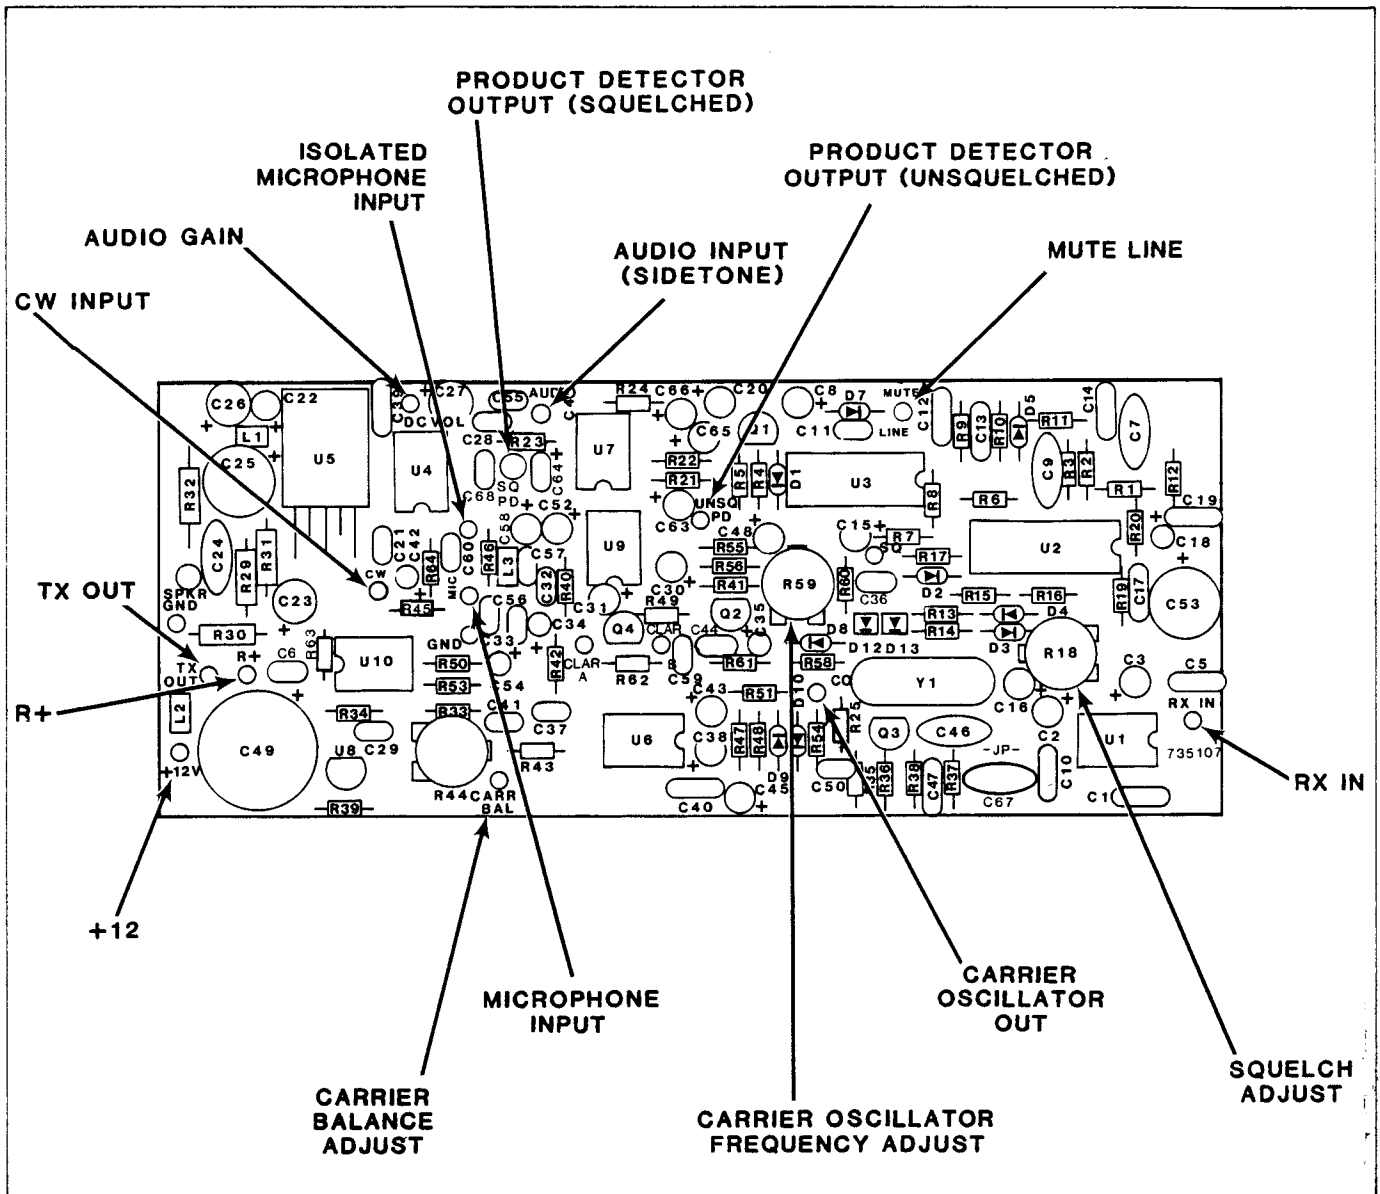 PRODUCT DETECTOR
OUTPUT (SQUELCHED)
ISOLATED
MICROPHONE
INPUT
PRODUCT DETECTOR
OUTPUT (UNSQUELCHED)
AUDIO GAIN
AUDIO INPUT
(SIDETONE)
MUTE LINE
CW INPUT
C26
C22
C39
C27
C55
AUD
R24
C66
C20
C8
D7
MUTE
C12
D5
C14
L1
DC VOL
C28
R23
C65
Q1
C11
LINE
R9
C13
R10
R11
C7
U5
U4
U7
R22
R21
R5
R4
D1
U3
R8
C9
R3
R2
R12
C25
R32
C68
SQ
PD
C64
C63
UNSQ
PD
R6
R1
C19
C24
R29
R31
C21
C42
R64
C60
R46
L3
C58
C52
C57
U9
C48
R55
R56
R41
C15
R7
SQ
R17
U2
R20
C18
SPKR
GND
C23
CW
R45
MIC
C56
C32
R40
C31
C30
R49
R59
R60
C36
D2
R15
R16
R19
C17
C53
TX OUT
R30
R63
GND
C33
C34
Q4
CLAR
C44
Q2
C35
D8
R13
R14
D4
D3
TX
OUT
R+
C6
U10
R50
R53
C54
R42
CLAR
A
R62
B
C59
R61
R58
D12
D13
R18
C3
C5
R+
L2
C49
R34
R33
C41
C37
C43
R51
D10
Y1
C16
RX IN
C29
U8
R43
U6
C38
R47
R48
R54
R25
Q3
C46
C2
U1
735107
+12V
R39
R44
CARR
BAL
C40
D9
C45
C50
R36
R38
C47
R37
-JP-
C67
C10
C1
RX IN
+12
MICROPHONE
INPUT
CARRIER
OSCILLATOR
OUT
CARRIER
BALANCE
ADJUST
CARRIER OSCILLATOR
FREQUENCY ADJUST
SQUELCH
ADJUST